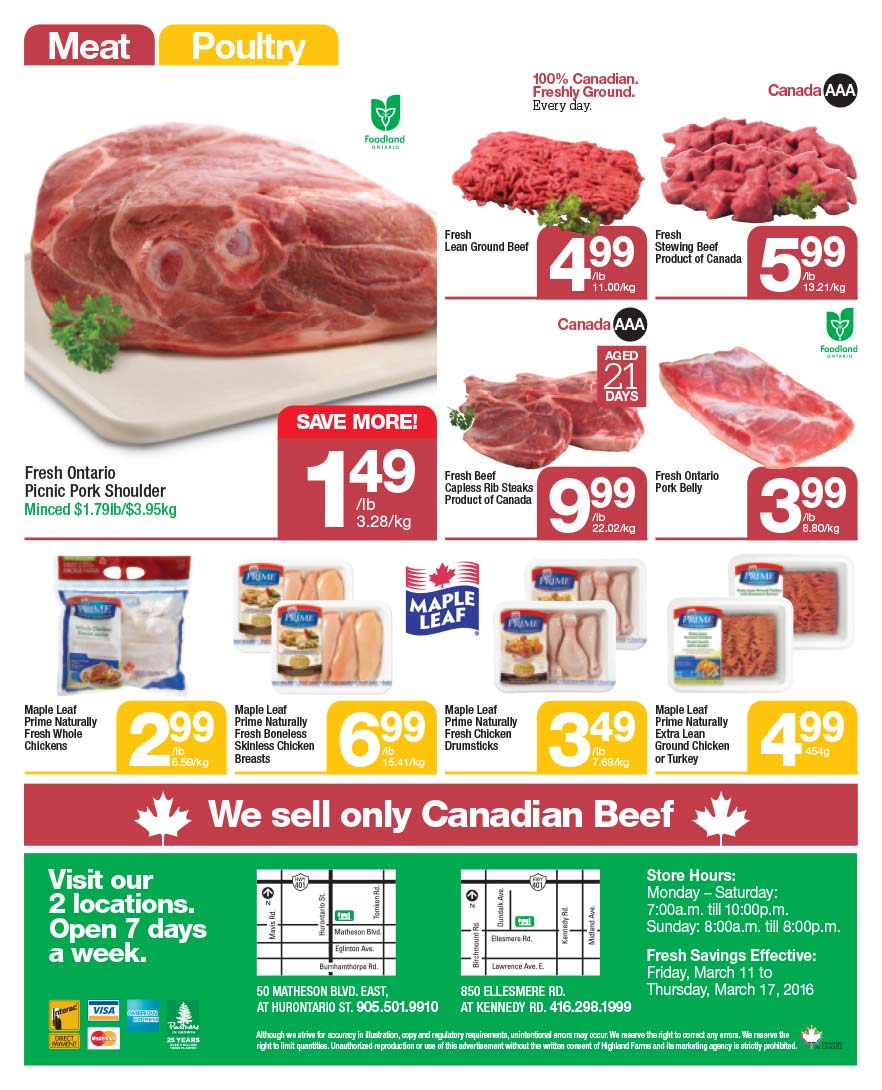 Meat
Poultry
Foodland
ONTARIO
Fresh Ontario
Picnic Pork Shoulder
Minced $1.79lb/$3.95kg
SAVE MORE!
1.49
/lb
3.28/kg
100% Canadian.
Freshly Ground.
Every day.
Fresh
Lean Ground Beef
4.99
/lb
11.00/kg
Canada AAA
Fresh
Stewing Beef
Product of Canada
5.99
/lb
13.21/kg
Canada AAA
AGED
21
DAYS
Fresh Beef
Capless Rib Steaks
Product of Canada
9.99
/lb
22.02/kg
Foodland
ONTARIO
Fresh Ontario
Pork Belly
3.99
/lb
8.80/kg
PRIME
Whole Chicken
PRIME
PRIME
MAPLE
LEAF
PRIME
PRIME
PRIME
PRIME
Maple Leaf
Prime Naturally
Fresh Whole
Chickens
2.99
/lb
6.59/kg
Maple Leaf
Prime Naturally
Fresh Boneless
Skinless Chicken
Breasts
6.99
/lb
15.41/kg
Maple Leaf
Prime Naturally
Fresh Chicken
Drumsticks
3.49
/lb
7.69/kg
Maple Leaf
Prime Naturally
Extra Lean
Ground Chicken
or Turkey
4.99
454g
We sell only Canadian Beef
Visit our
2 locations.
Open 7 days
a week.
Interac
DIRECT
PAYMENT
VISA
MasterCard
AMERICAN
EXPRESS
Partners
IN GROWTH
25 YEARS
HWY
401
N
Mavis Rd.
Hurontario St.
Tomken Rd.
Matheson Blvd.
Eglinton Ave.
Burnhamthorpe Rd.
50 MATHESON BLVD. EAST,
AT HURONTARIO ST. 905.501.9910
HWY
401
N
Birchmount Rd.
Dundalk Ave.
Kennedy Rd.
Midland Ave.
Ellesmere Rd.
Lawrence Ave. E.
850 ELLESMERE RD.
AT KENNEDY RD. 416.298.1999
Store Hours:
Monday – Saturday:
7:00a.m. till 10:00p.m.
Sunday: 8:00a.m. till 8:00p.m.
Fresh Savings Effective:
Friday, March 11 to
Thursday, March 17, 2016
Although we strive for accuracy in illustration, copy and regulatory requirements, unintentional errors may occur. We reserve the right to correct any errors. We reserve the
right to limit quantities. Unauthorized reproduction or use of this advertisement without the written consent of Highland Farms and its marketing agency is strictly prohibited.
PRINTED
IN CANADA